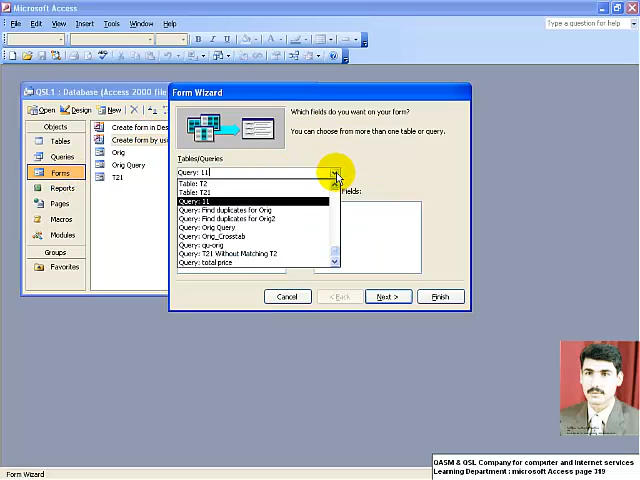 Microsoft Access
File Edit View Insert Tools Window Help
Type a question for help
QSL1 : Database (Access 2000 file
Open Design New
Objects
Tables
Queries
Forms
Reports
Pages
Macros
Modules
Groups
Favorites
Create form in Des
Create form by usi
Orig
Orig Query
T21
Form Wizard
Which fields do you want on your form?
You can choose from more than one table or query.
Tables/Queries
Query: 11
Fields:
Table: T2
Table: T21
Query: 11
Query: Find duplicates for Orig
Query: Find duplicates for Orig2
Query: Orig Query
Query: Orig_Crosstab
Query: qu-orig
Query: T21 Without Matching T2
Query: total price
Cancel < Back Next > Finish
Form Wizard
QASM & QSL Company for computer and internet services
Learning Department : microsoft Access page 319